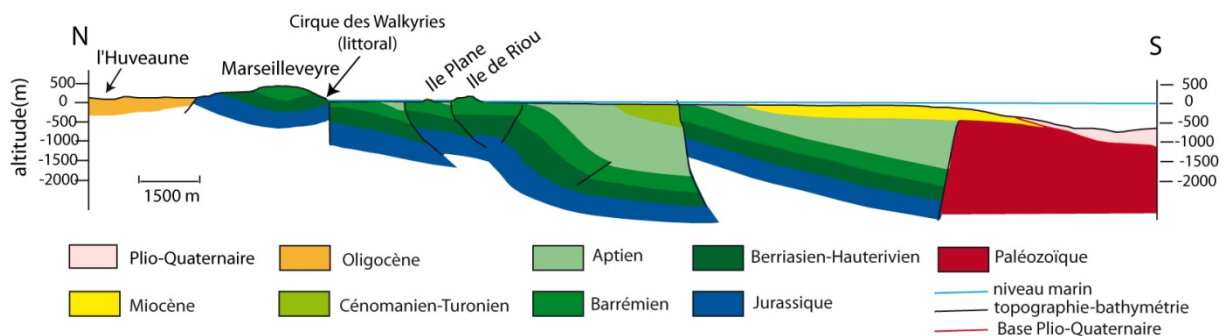 N
l'Huveaune
Cirque des Walkyries
(littoral)
Marseilleveyre
Ile Plane
Ile de Riou
S
altitude(m)
500
0
-500
-1000
-1500
-2000
1500 m
500
0
-500
-1000
-1500
-2000
Plio-Quaternaire
Oligocène
Aptien
Berriasien-Hauterivien
Paléozoïque
Miocène
Cénomanien-Turonien
Barrémien
Jurassique
niveau marin
topographie-bathymétrie
Base Plio-Quaternaire